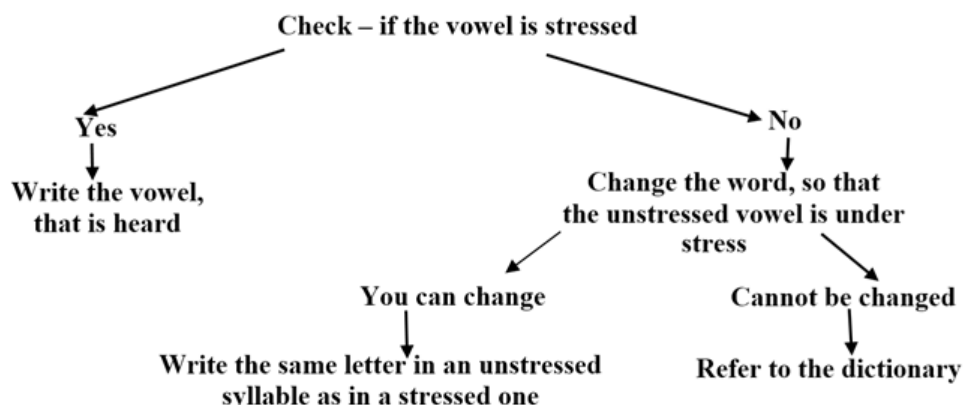 Check – if the vowel is stressed
Yes
No
Write the vowel,
that is heard
Change the word, so that
the unstressed vowel is under
stress
You can change
Cannot be changed
Write the same letter in an unstressed
syllable as in a stressed one
Refer to the dictionary